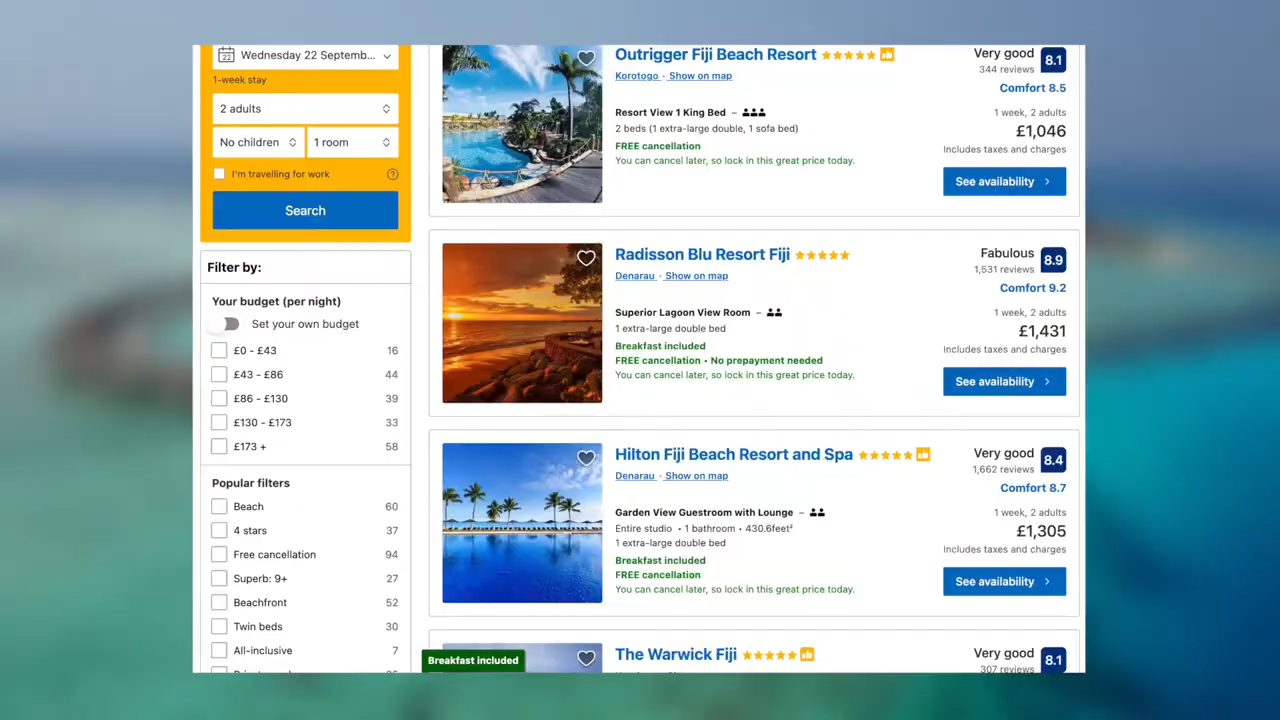 22
Wednesday 22 Septemb...
1-week stay
2 adults
No children
1 room
I'm travelling for work
?
Search
Filter by:
Your budget (per night)
Set your own budget
£0 - £43 16
£43 - £86 44
£86 - £130 39
£130 - £173 33
£173 + 58
Popular filters
Beach 60
4 stars 37
Free cancellation 94
Superb: 9+ 27
Beachfront 52
Twin beds 30
All-inclusive 7
Outrigger Fiji Beach Resort
Korotogo · Show on map
Resort View 1 King Bed –
2 beds (1 extra-large double, 1 sofa bed)
FREE cancellation
You can cancel later, so lock in this great price today.
Very good 8.1
344 reviews
Comfort 8.5
1 week, 2 adults
£1,046
Includes taxes and charges
See availability
Radisson Blu Resort Fiji
Denarau · Show on map
Superior Lagoon View Room –
1 extra-large double bed
Breakfast included
FREE cancellation • No prepayment needed
You can cancel later, so lock in this great price today.
Fabulous 8.9
1,531 reviews
Comfort 9.2
1 week, 2 adults
£1,431
Includes taxes and charges
See availability
Hilton Fiji Beach Resort and Spa
Denarau · Show on map
Garden View Guestroom with Lounge –
Entire studio • 1 bathroom • 430.6feet²
1 extra-large double bed
Breakfast included
FREE cancellation
You can cancel later, so lock in this great price today.
Very good 8.4
1,662 reviews
Comfort 8.7
1 week, 2 adults
£1,305
Includes taxes and charges
See availability
Breakfast included
The Warwick Fiji
Very good 8.1
307 reviews